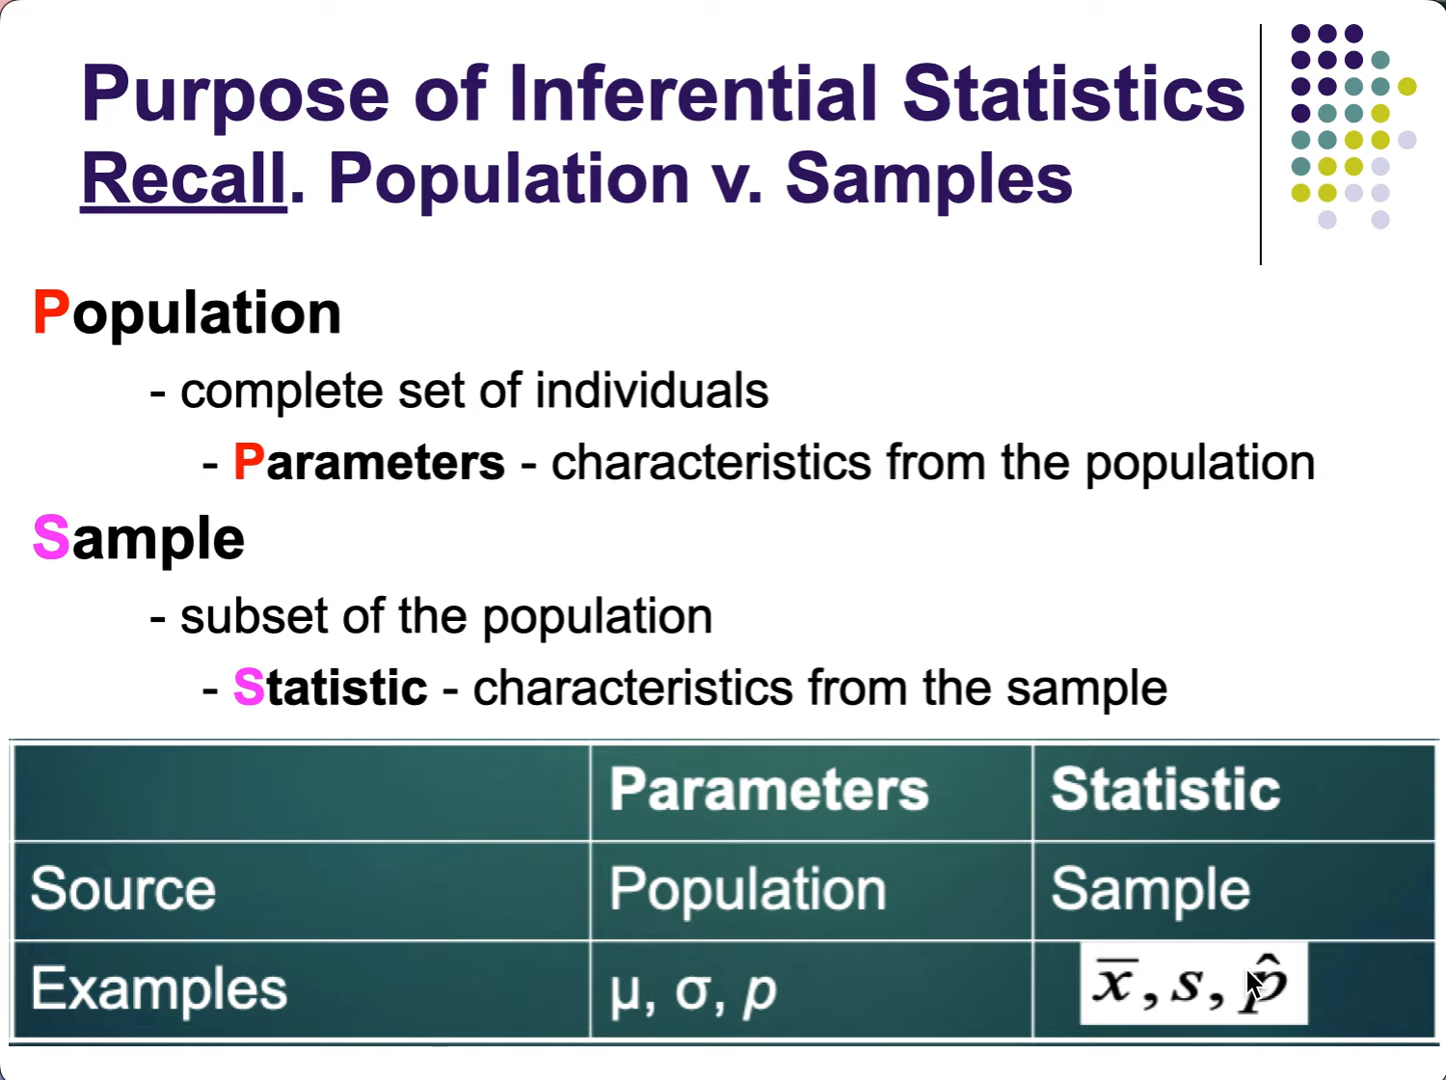 Purpose of Inferential Statistics
Recall. Population v. Samples
Population
- complete set of individuals
- Parameters - characteristics from the population
Sample
- subset of the population
- Statistic - characteristics from the sample
Parameters Statistic
Source Population Sample
Examples μ, σ, p x̅, s, p̂